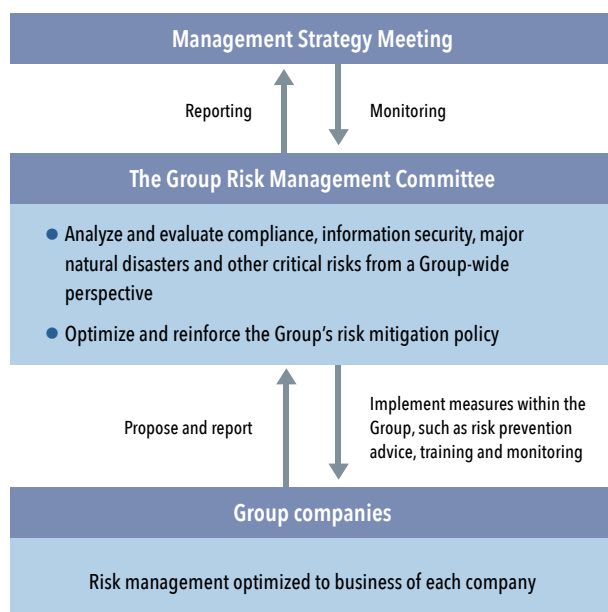 Management Strategy Meeting
Reporting
Monitoring
The Group Risk Management Committee
● Analyze and evaluate compliance, information security, major
natural disasters and other critical risks from a Group-wide
perspective
● Optimize and reinforce the Group's risk mitigation policy
Propose and report
Implement measures within the
Group, such as risk prevention
advice, training and monitoring
Group companies
Risk management optimized to business of each company